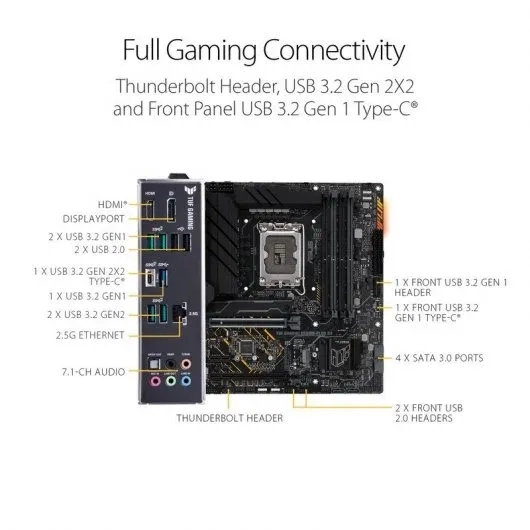 Full Gaming Connectivity
Thunderbolt Header, USB 3.2 Gen 2X2
and Front Panel USB 3.2 Gen 1 Type-C®
HDMI
TUF GAMING
HDMI®
DISPLAYPORT
2 X USB 3.2 GEN1
2 X USB 2.0
1 X USB 3.2 GEN 2X2
TYPE-C®
1 X USB 3.2 GEN1
2 X USB 3.2 GEN2
2.5G
2.5G ETHERNET
7.1-CH AUDIO
1 X FRONT USB 3.2 GEN 1
HEADER
1 X FRONT USB 3.2
GEN 1 TYPE-C®
4 X SATA 3.0 PORTS
2 X FRONT USB
2.0 HEADERS
THUNDERBOLT HEADER